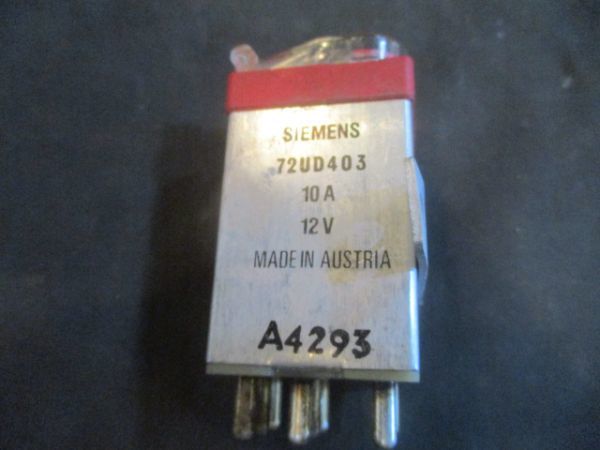 SIEMENS
72UD403
10 A
12 V
MADE IN AUSTRIA
A4293